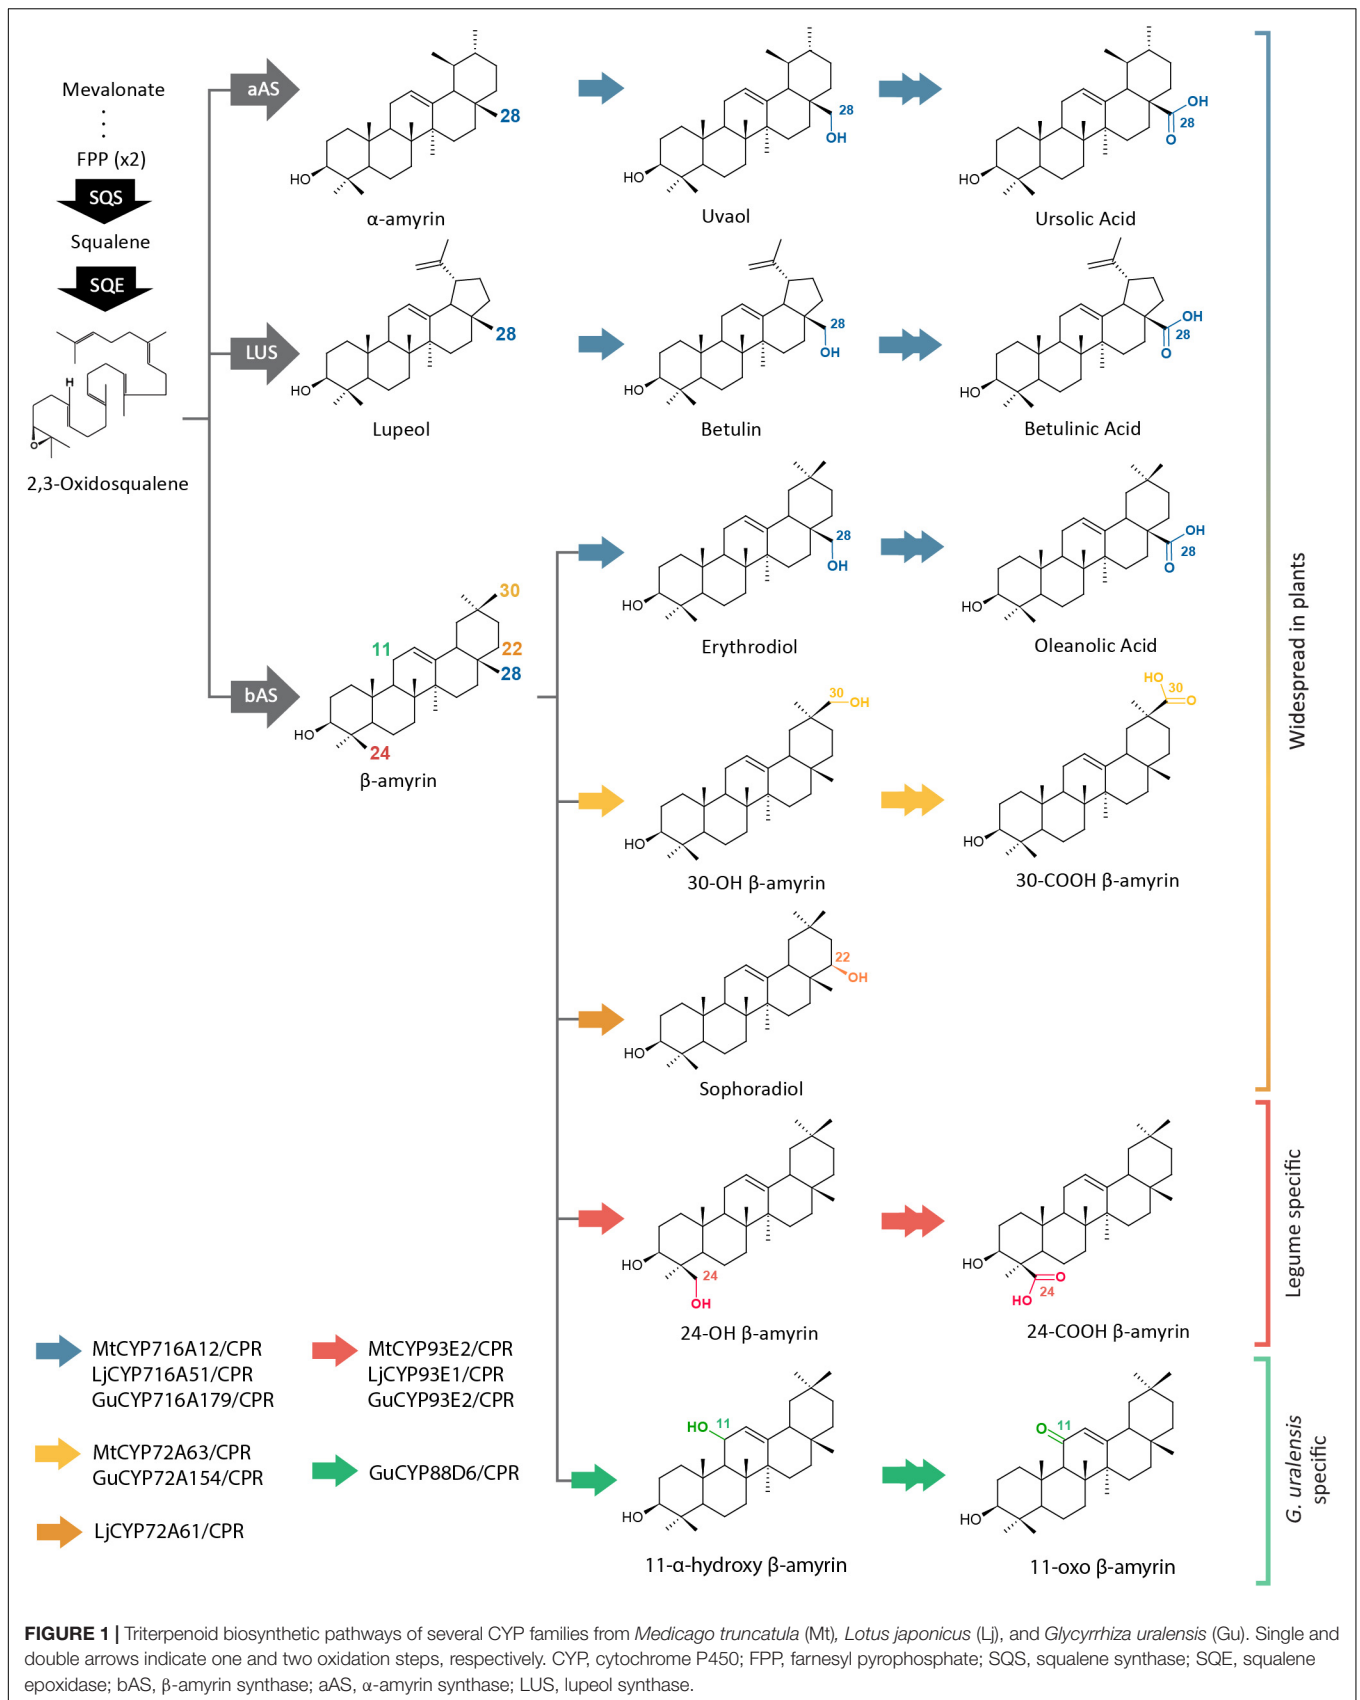 Mevalonate
FPP (x2)
SQS
Squalene
SQE
H
O
2,3-Oxidosqualene
aAS
28
HO
α-amyrin
28
OH
HO
Uvaol
OH
28
O
HO
Ursolic Acid
LUS
28
HO
Lupeol
28
OH
HO
Betulin
OH
28
O
HO
Betulinic Acid
bAS
30
11
22
28
HO
24
β-amyrin
28
OH
HO
Erythrodiol
OH
28
O
HO
Oleanolic Acid
30
OH
HO
30-OH β-amyrin
HO
30
O
HO
30-COOH β-amyrin
22
OH
HO
Sophoradiol
Widespread in plants
HO
24
OH
24-OH β-amyrin
HO
O
HO
24
24-COOH β-amyrin
Legume specific
HO
11
HO
11-α-hydroxy β-amyrin
O
11
HO
11-oxo β-amyrin
G. uralensis
specific
MtCYP716A12/CPR
LjCYP716A51/CPR
GuCYP716A179/CPR
MtCYP72A63/CPR
GuCYP72A154/CPR
LjCYP72A61/CPR
MtCYP93E2/CPR
LjCYP93E1/CPR
GuCYP93E2/CPR
GuCYP88D6/CPR
FIGURE 1 | Triterpenoid biosynthetic pathways of several CYP families from Medicago truncatula (Mt), Lotus japonicus (Lj), and Glycyrrhiza uralensis (Gu). Single and
double arrows indicate one and two oxidation steps, respectively. CYP, cytochrome P450; FPP, farnesyl pyrophosphate; SQS, squalene synthase; SQE, squalene
epoxidase; bAS, β-amyrin synthase; aAS, α-amyrin synthase; LUS, lupeol synthase.